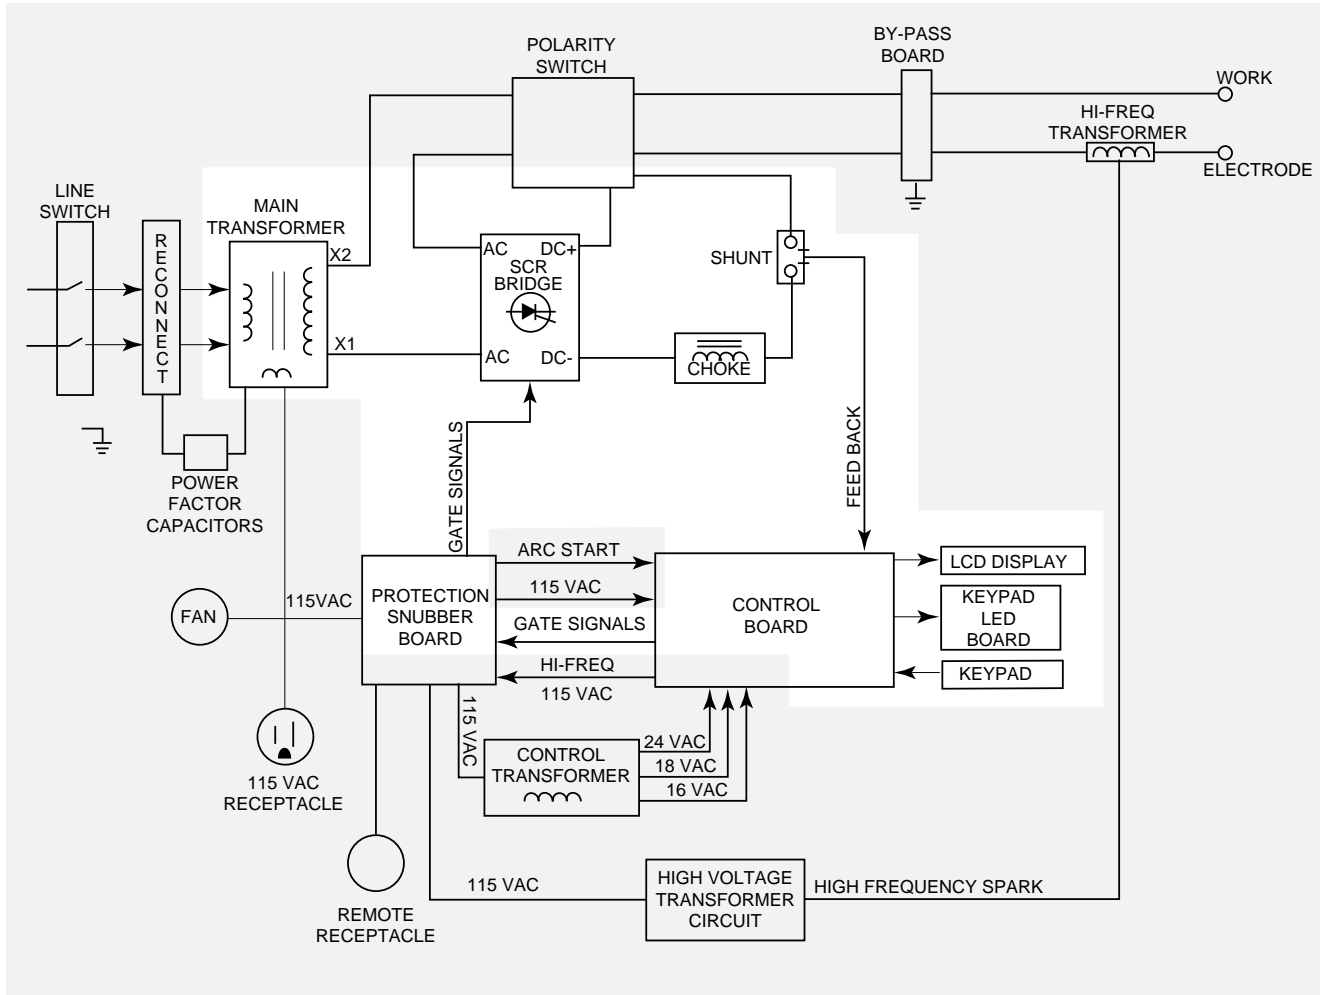 POLARITY
SWITCH
BY-PASS
BOARD
WORK
HI-FREQ
TRANSFORMER
ELECTRODE
LINE
SWITCH
RECONNECT
MAIN
TRANSFORMER
X2
X1
AC
DC+
SCR
BRIDGE
AC
DC-
SHUNT
CHOKE
POWER
FACTOR
CAPACITORS
GATE SIGNALS
FEED BACK
ARC START
115 VAC
GATE SIGNALS
HI-FREQ
115 VAC
PROTECTION
SNUBBER
BOARD
CONTROL
BOARD
LCD DISPLAY
KEYPAD
LED
BOARD
KEYPAD
FAN
115VAC
115 VAC
RECEPTACLE
115 VAC
CONTROL
TRANSFORMER
24 VAC
18 VAC
16 VAC
REMOTE
RECEPTACLE
115 VAC
HIGH VOLTAGE
TRANSFORMER
CIRCUIT
HIGH FREQUENCY SPARK